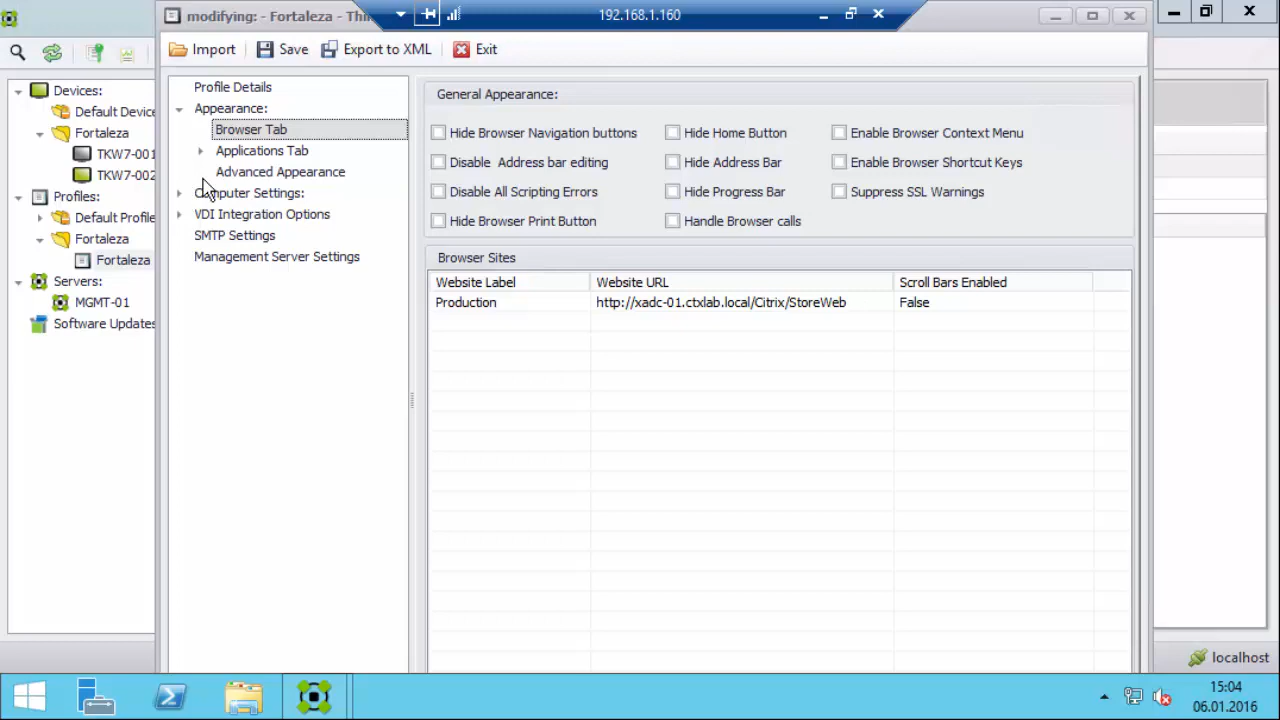 modifying: - Fortaleza - Thi
192.168.1.160
Import
Save
Export to XML
Exit
Devices:
Default Device
Fortaleza
TKW7-001
TKW7-002
Profiles:
Default Profile
Fortaleza
Fortaleza
Servers:
MGMT-01
Software Updates
Profile Details
Appearance:
Browser Tab
Applications Tab
Advanced Appearance
Computer Settings:
VDI Integration Options
SMTP Settings
Management Server Settings
General Appearance:
Hide Browser Navigation buttons
Hide Home Button
Enable Browser Context Menu
Disable Address bar editing
Hide Address Bar
Enable Browser Shortcut Keys
Disable All Scripting Errors
Hide Progress Bar
Suppress SSL Warnings
Hide Browser Print Button
Handle Browser calls
Browser Sites
Website Label Website URL Scroll Bars Enabled
Production http://xadc-01.ctxlab.local/Citrix/StoreWeb False
localhost
15:04
06.01.2016